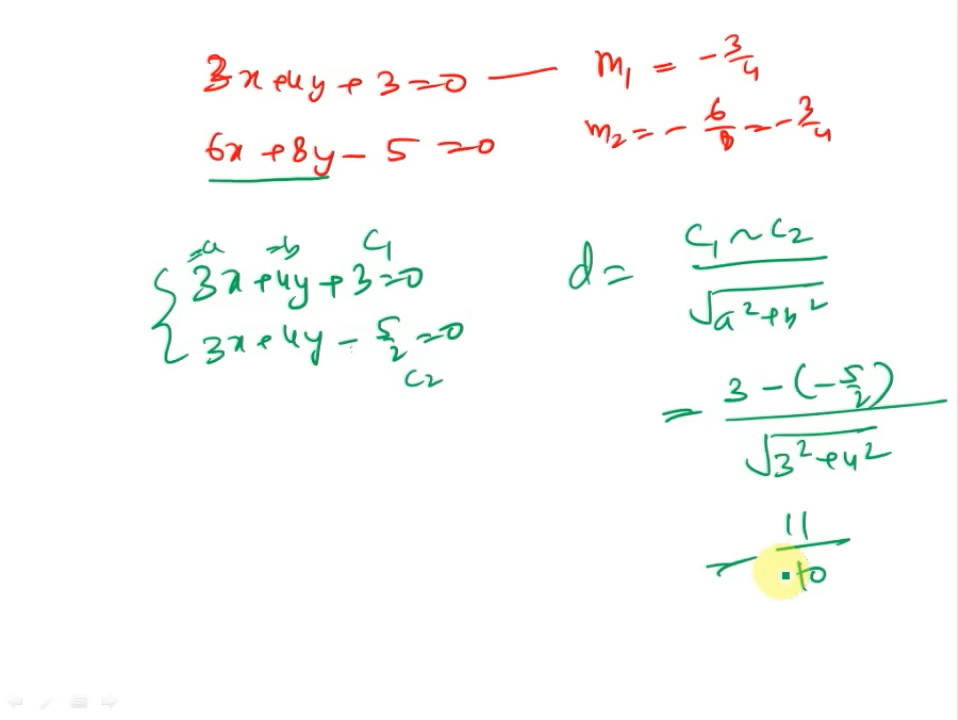 3x+4y+3=0 — m₁ = -3/4
6x+8y-5=0 m₂ = -6/8 = -3/4
=a =b C₁
3x+4y+3=0
3x+4y-5/2=0
C₂
d = C₁~C₂/√a²+b²
= 3-(-5/2)/√3²+4²
= 11/10